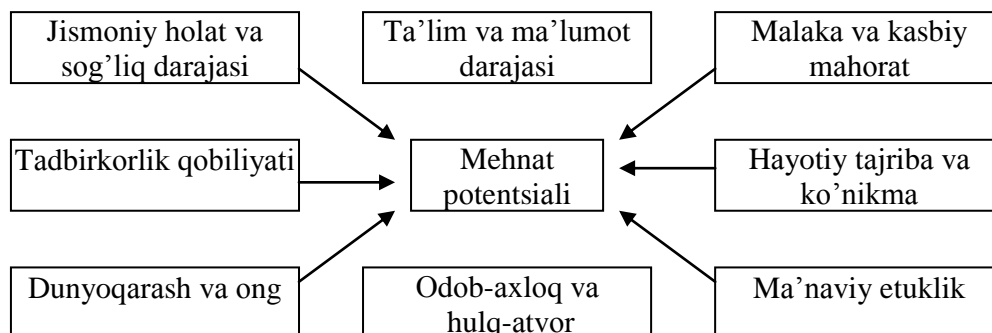 Jismoniy holat va
sog’liq darajasi
Ta’lim va ma’lumot
darajasi
Malaka va kasbiy
mahorat
Tadbirkorlik qobiliyati
Mehnat
potentsiali
Hayotiy tajriba va
ko’nikma
Dunyoqarash va ong
Odob-axloq va
hulq-atvor
Ma’naviy etuklik